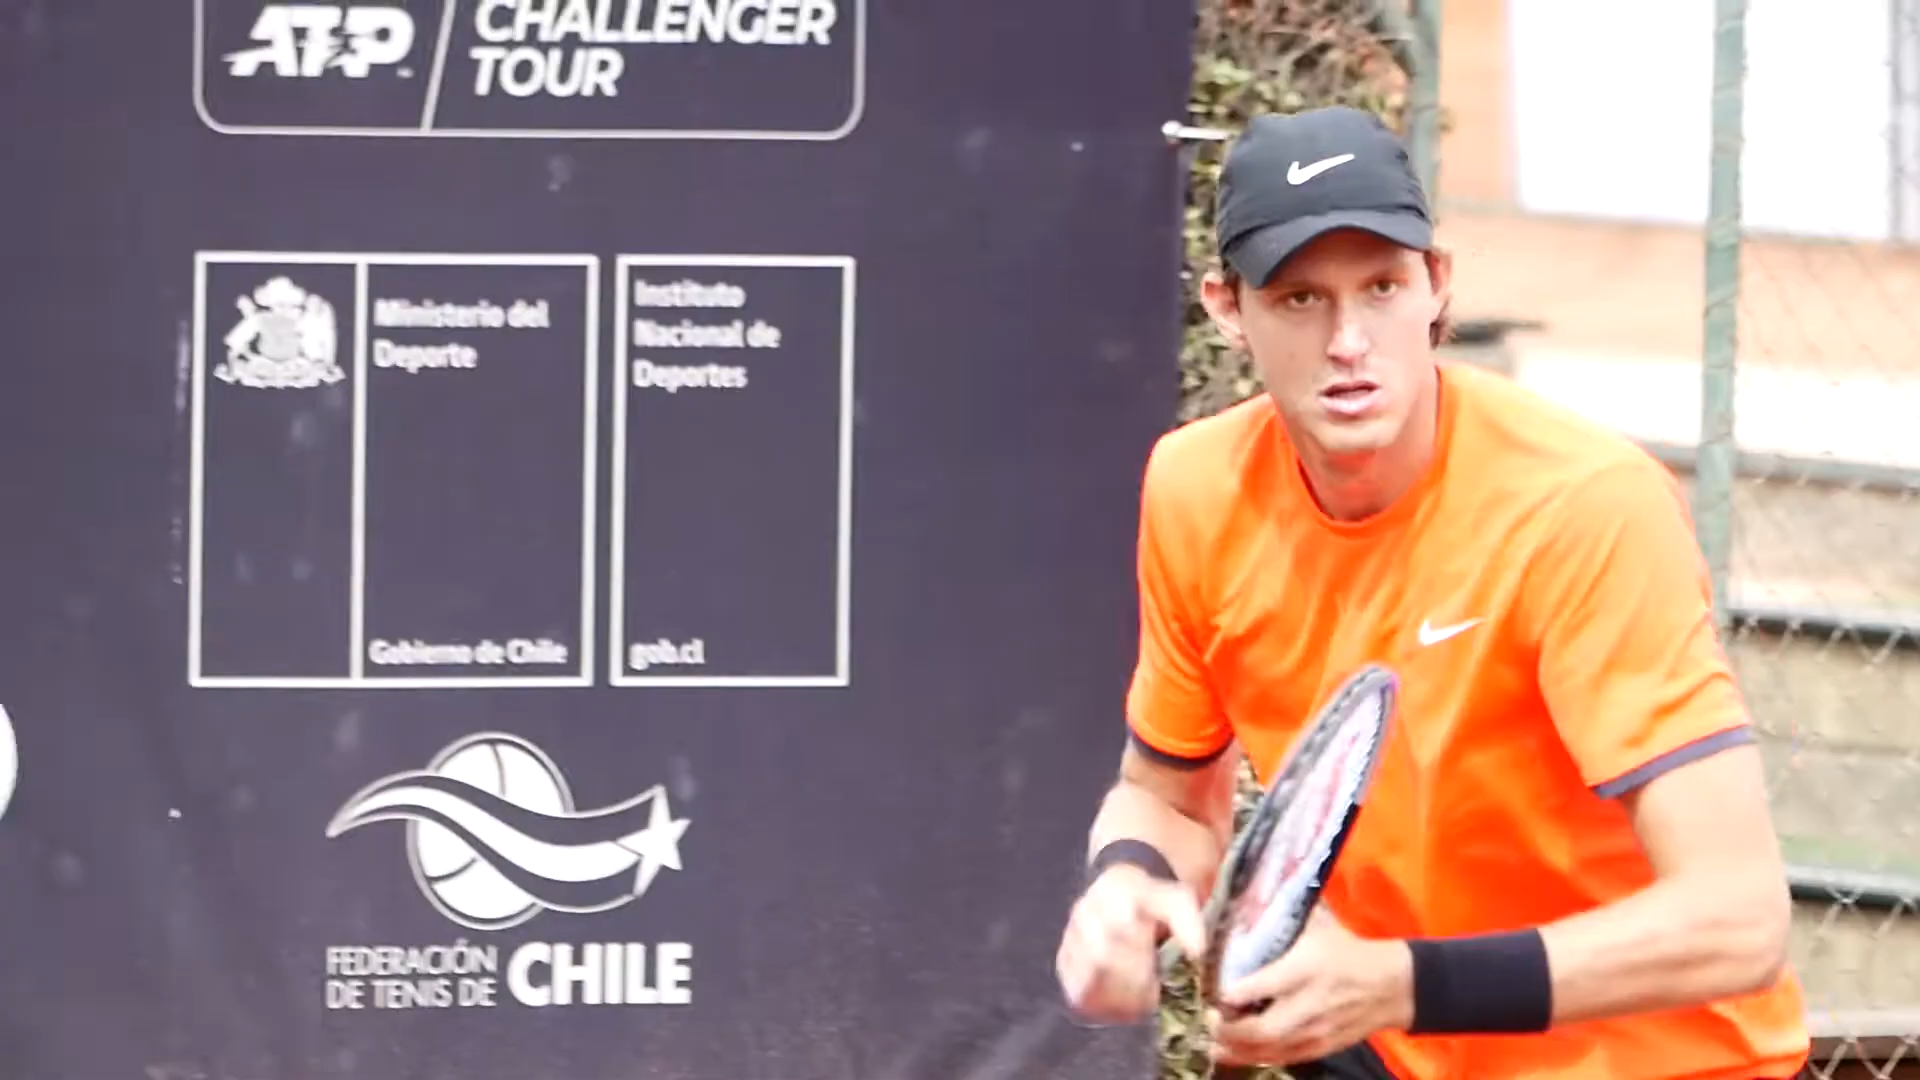 ATP
CHALLENGER
TOUR
Ministerio del
Deporte
Gobierno de Chile
Instituto
Nacional de
Deportes
gob.cl
FEDERACIÓN
DE TENIS DE
CHILE